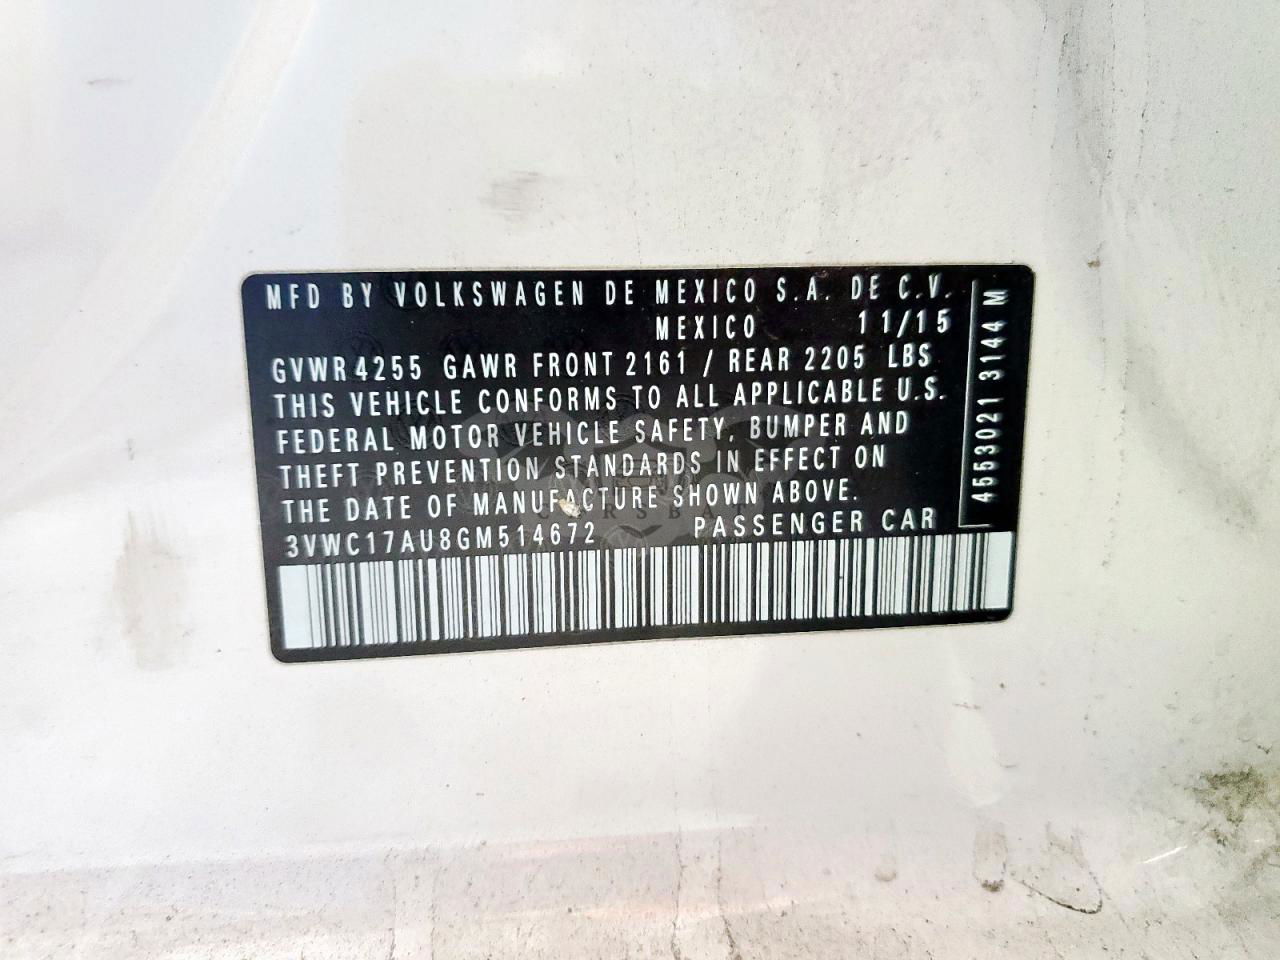 MFD BY VOLKSWAGEN DE MEXICO S.A. DE C.V.
MEXICO 11/15
GVWR 4255 GAWR FRONT 2161 / REAR 2205 LBS
THIS VEHICLE CONFORMS TO ALL APPLICABLE U.S.
FEDERAL MOTOR VEHICLE SAFETY, BUMPER AND
THEFT PREVENTION STANDARDS IN EFFECT ON
THE DATE OF MANUFACTURE SHOWN ABOVE.
3VWC17AU8GM514672 PASSENGER CAR
4553021 3144 M